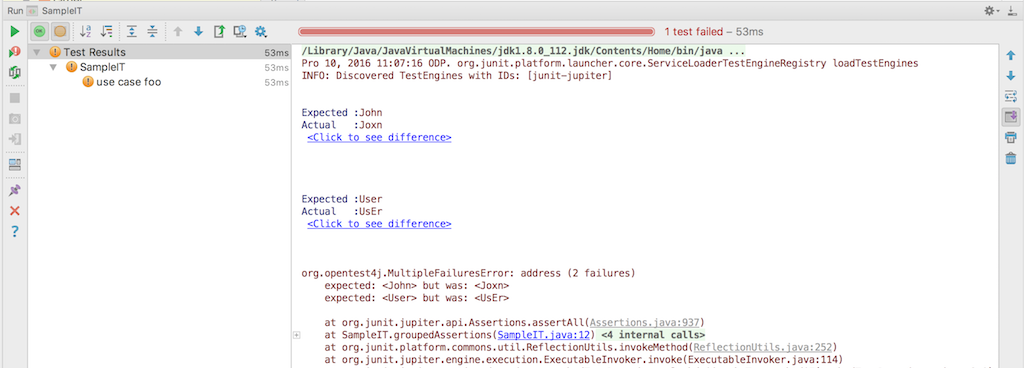 Run SampleIT
1 test failed – 53ms
Test Results 53ms
SampleIT 53ms
use case foo 53ms
/Library/Java/JavaVirtualMachines/jdk1.8.0_112.jdk/Contents/Home/bin/java ...
Pro 10, 2016 11:07:16 ODP. org.junit.platform.launcher.core.ServiceLoaderTestEngineRegistry loadTestEngines
INFO: Discovered TestEngines with IDs: [junit-jupiter]
Expected :John
Actual   :Joxn
<Click to see difference>
Expected :User
Actual   :UsEr
<Click to see difference>
org.opentest4j.MultipleFailuresError: address (2 failures)
expected: <John> but was: <Joxn>
expected: <User> but was: <UsEr>
at org.junit.jupiter.api.Assertions.assertAll(Assertions.java:937)
at SampleIT.groupedAssertions(SampleIT.java:12) <4 internal calls>
at org.junit.platform.commons.util.ReflectionUtils.invokeMethod(ReflectionUtils.java:252)
at org.junit.jupiter.engine.execution.ExecutableInvoker.invoke(ExecutableInvoker.java:114)